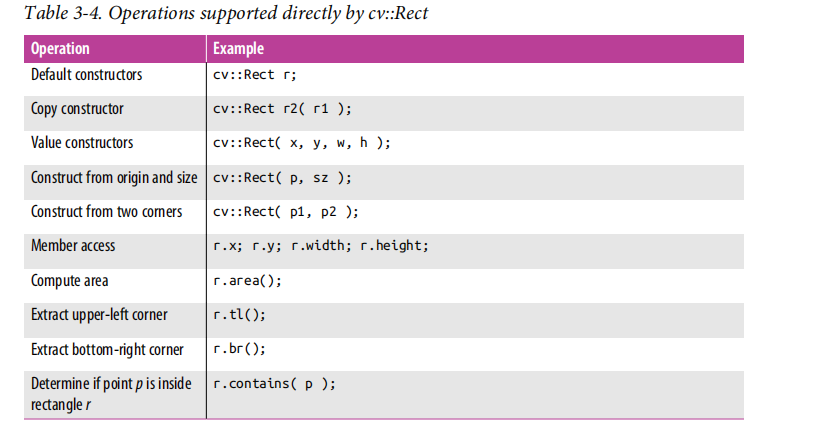 Table 3-4. Operations supported directly by cv::Rect
Operation Example
Default constructors cv::Rect r;
Copy constructor cv::Rect r2( r1 );
Value constructors cv::Rect( x, y, w, h );
Construct from origin and size cv::Rect( p, sz );
Construct from two corners cv::Rect( p1, p2 );
Member access r.x; r.y; r.width; r.height;
Compute area r.area();
Extract upper-left corner r.tl();
Extract bottom-right corner r.br();
Determine if point p is inside r.contains( p );
rectangle r